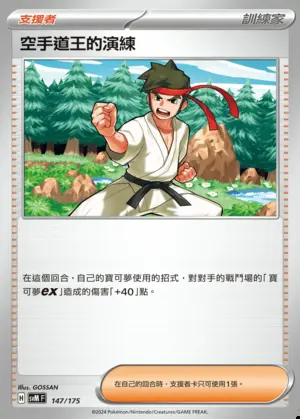 支援者
訓練家
空手道王的演練
在這個回合,自己的寶可夢使用的招式,對對手的戰鬥場的「寶
可夢ex」造成的傷害「+40」點。
Illus. GOSSAN
H SVM F 147/175
在自己的回合時,支援者卡只可使用1張。
©2024 Pokémon/Nintendo/Creatures/GAME FREAK.